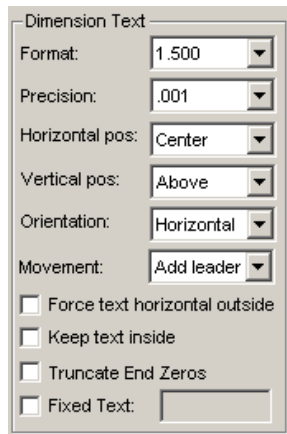 Dimension Text
Format: 1.500
Precision: .001
Horizontal pos: Center
Vertical pos: Above
Orientation: Horizontal
Movement: Add leader
Force text horizontal outside
Keep text inside
Truncate End Zeros
Fixed Text: